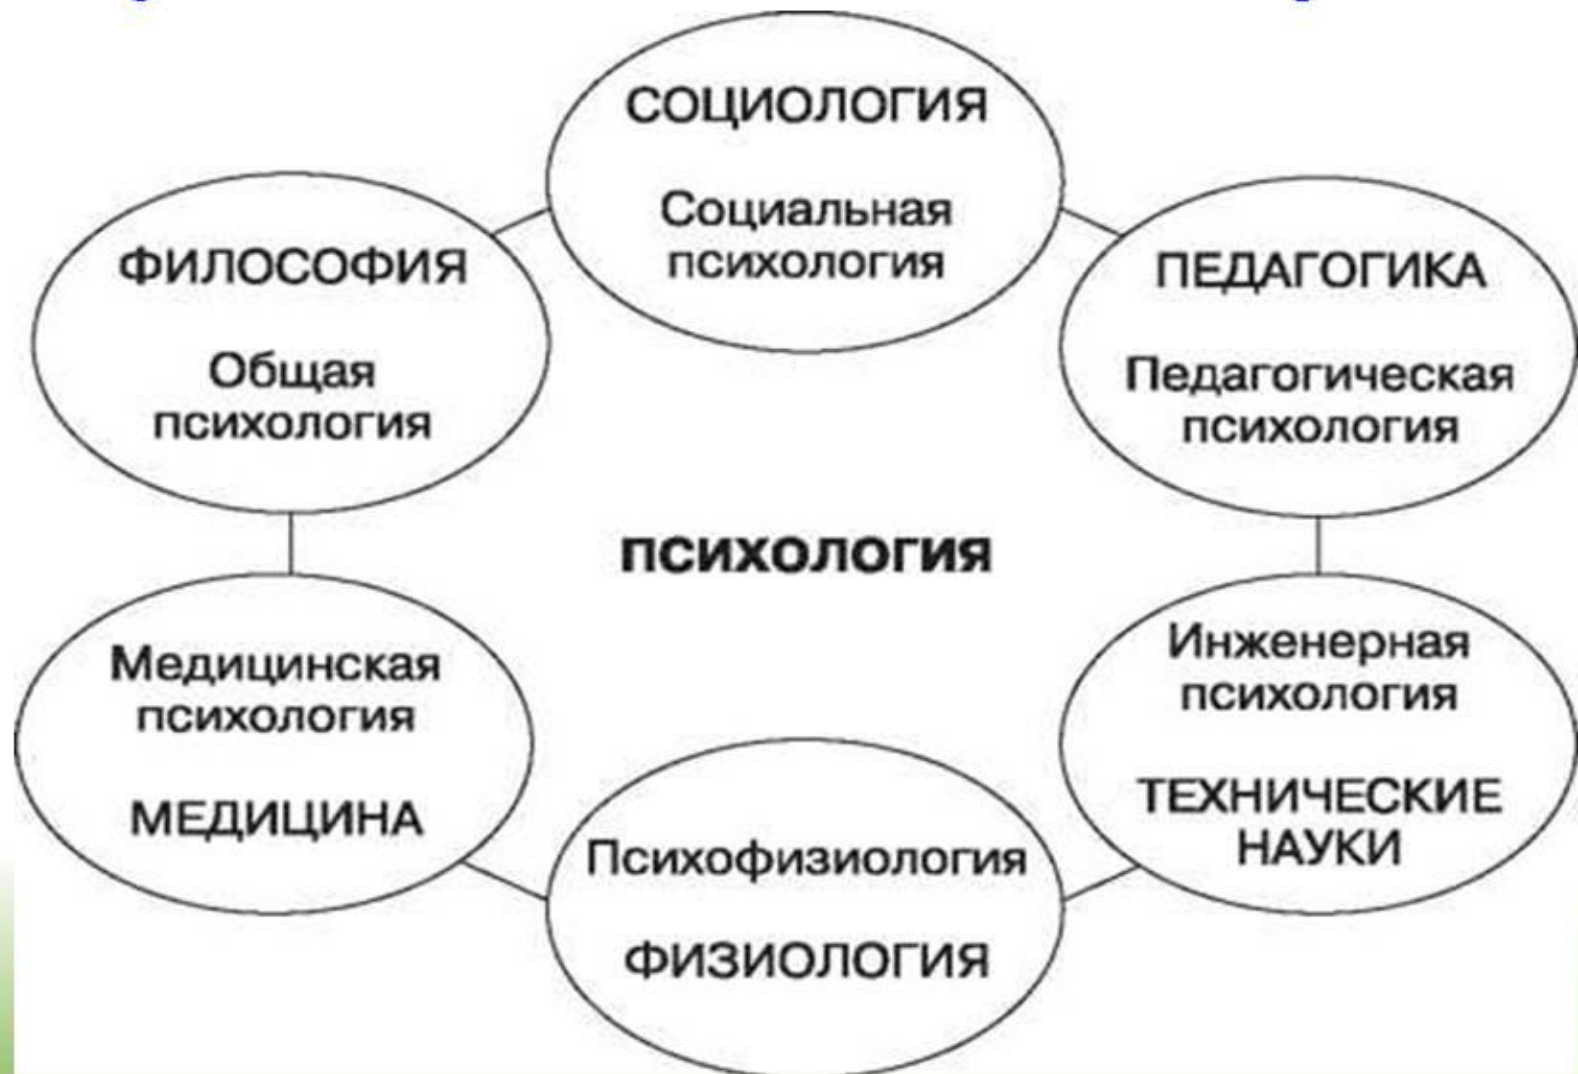 СОЦИОЛОГИЯ
Социальная
психология
ФИЛОСОФИЯ
Общая
психология
ПЕДАГОГИКА
Педагогическая
психология
ПСИХОЛОГИЯ
Медицинская
психология
МЕДИЦИНА
Инженерная
психология
ТЕХНИЧЕСКИЕ
НАУКИ
Психофизиология
ФИЗИОЛОГИЯ